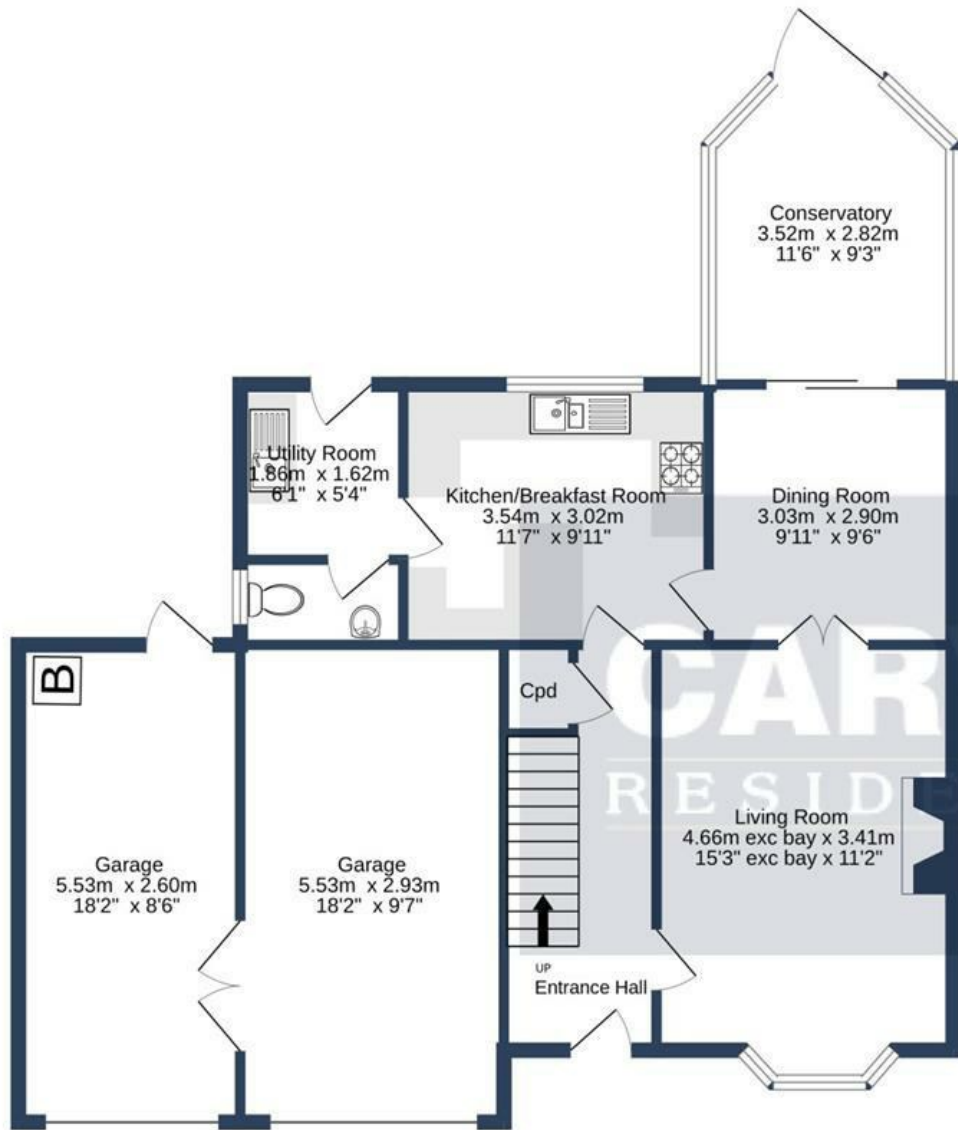 Conservatory
3.52m x 2.82m
11'6" x 9'3"
Utility Room
1.86m x 1.62m
6'1" x 5'4"
Kitchen/Breakfast Room
3.54m x 3.02m
11'7" x 9'11"
Dining Room
3.03m x 2.90m
9'11" x 9'6"
B
Cpd
CAR
RESIDE
Garage
5.53m x 2.60m
18'2" x 8'6"
Garage
5.53m x 2.93m
18'2" x 9'7"
Living Room
4.66m exc bay x 3.41m
15'3" exc bay x 11'2"
UP
Entrance Hall